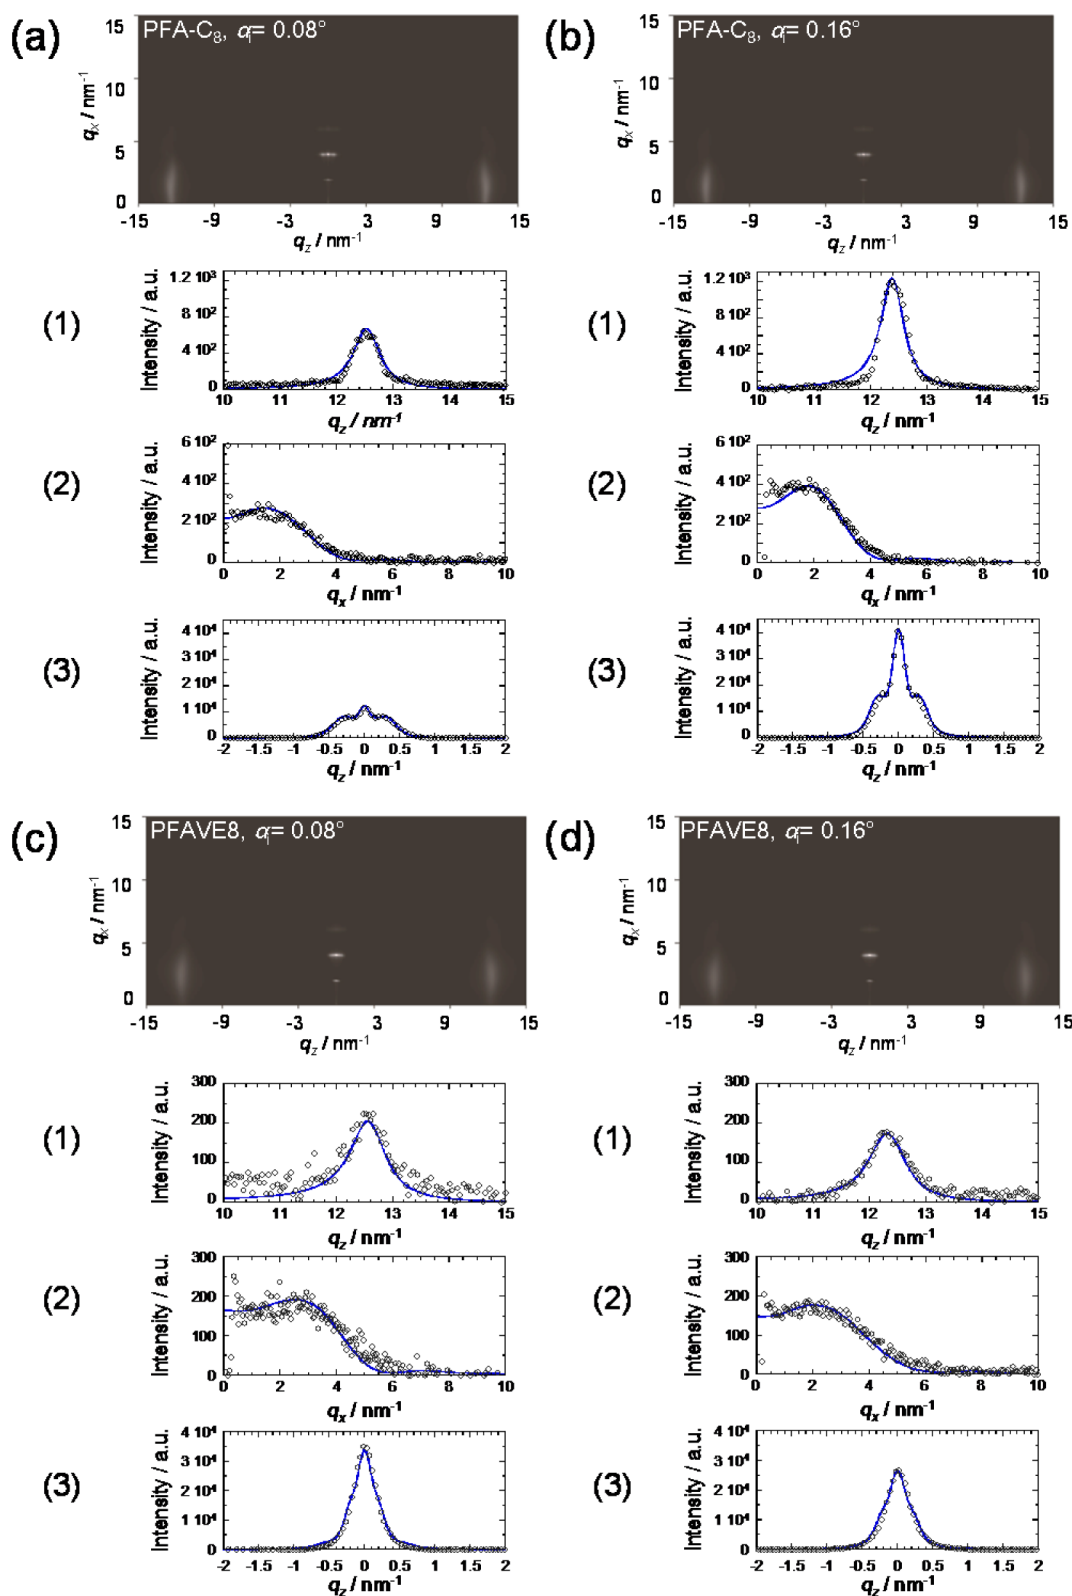 (a)
PFA-C₈, αᵢ= 0.08°
15
10
5
0
qₓ / nm⁻¹
-15 -9 -3 3 9 15
q_z / nm⁻¹
(1)
Intensity / a.u.
1.2 10³
8 10²
4 10²
0
10 11 12 13 14 15
q_z / nm⁻¹
(2)
Intensity / a.u.
6 10²
4 10²
2 10²
0
0 2 4 6 8 10
qₓ / nm⁻¹
(3)
Intensity / a.u.
4 10⁴
3 10⁴
2 10⁴
1 10⁴
0
-2 -1.5 -1 -0.5 0 0.5 1 1.5 2
q_z / nm⁻¹
(b)
PFA-C₈, αᵢ= 0.16°
15
10
5
0
qₓ / nm⁻¹
-15 -9 -3 3 9 15
q_z / nm⁻¹
(1)
Intensity / a.u.
1.2 10³
8 10²
4 10²
0
10 11 12 13 14 15
q_z / nm⁻¹
(2)
Intensity / a.u.
6 10²
4 10²
2 10²
0
0 2 4 6 8 10
qₓ / nm⁻¹
(3)
Intensity / a.u.
4 10⁴
3 10⁴
2 10⁴
1 10⁴
0
-2 -1.5 -1 -0.5 0 0.5 1 1.5 2
q_z / nm⁻¹
(c)
PFAVE8, αᵢ= 0.08°
15
10
5
0
qₓ / nm⁻¹
-15 -9 -3 3 9 15
q_z / nm⁻¹
(1)
Intensity / a.u.
300
200
100
0
10 11 12 13 14 15
q_z / nm⁻¹
(2)
Intensity / a.u.
300
200
100
0
0 2 4 6 8 10
qₓ / nm⁻¹
(3)
Intensity / a.u.
4 10⁴
3 10⁴
2 10⁴
1 10⁴
0
-2 -1.5 -1 -0.5 0 0.5 1 1.5 2
q_z / nm⁻¹
(d)
PFAVE8, αᵢ= 0.16°
15
10
5
0
qₓ / nm⁻¹
-15 -9 -3 3 9 15
q_z / nm⁻¹
(1)
Intensity / a.u.
300
200
100
0
10 11 12 13 14 15
q_z / nm⁻¹
(2)
Intensity / a.u.
300
200
100
0
0 2 4 6 8 10
qₓ / nm⁻¹
(3)
Intensity / a.u.
4 10⁴
3 10⁴
2 10⁴
1 10⁴
0
-2 -1.5 -1 -0.5 0 0.5 1 1.5 2
q_z / nm⁻¹